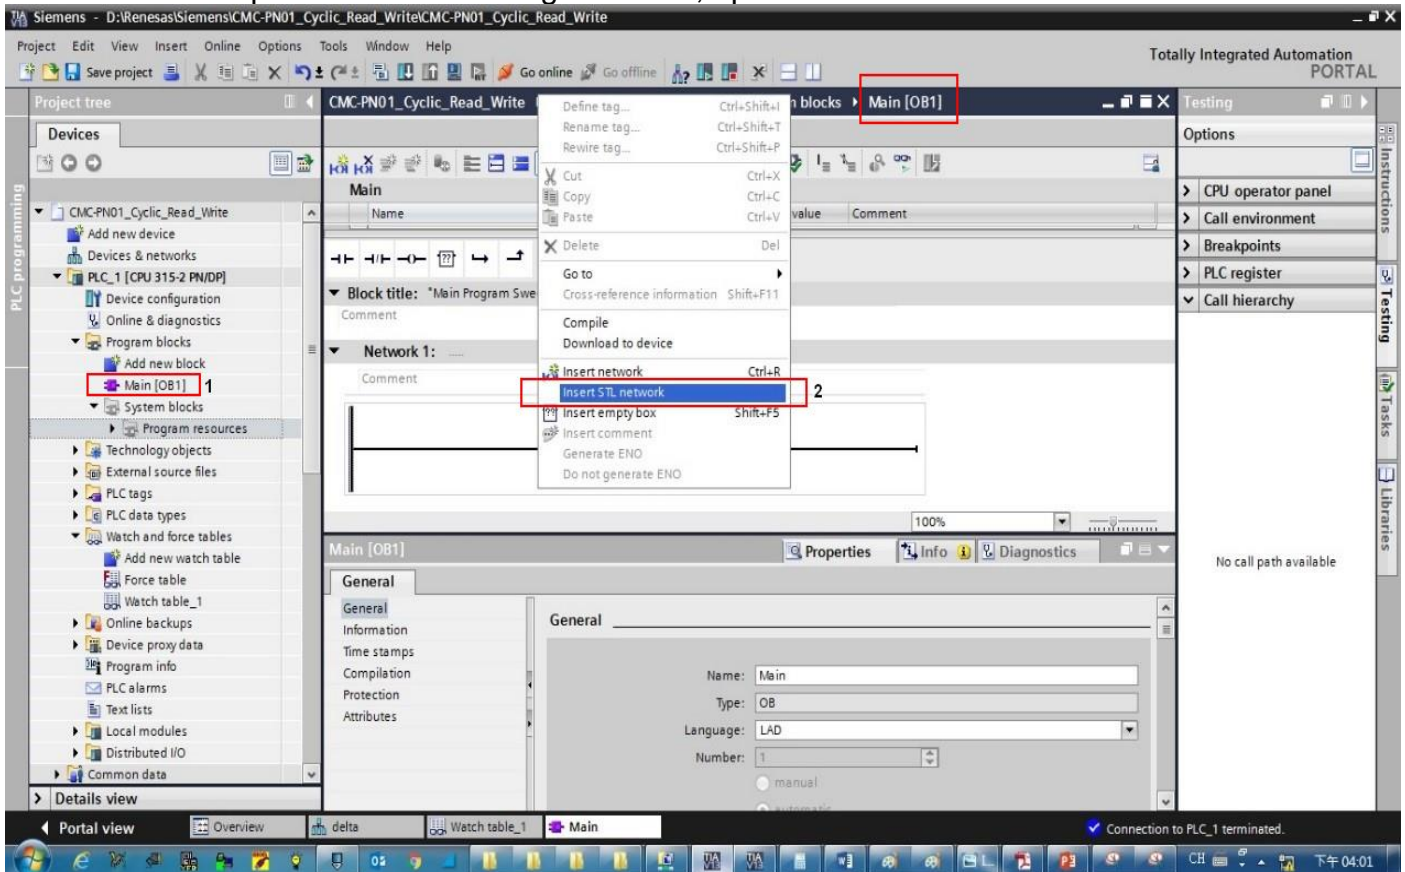 Siemens - D:\Renesas\Siemens\CMC-PN01_Cyclic_Read_Write\CMC-PN01_Cyclic_Read_Write
Project Edit View Insert Online Options Tools Window Help
Totally Integrated Automation
PORTAL
Save project
Go online
Go offline
Project tree
CMC-PN01_Cyclic_Read_Write
n blocks
Main [OB1]
Testing
Devices
Options
Main
Name
value
Comment
PLC programming
CMC-PN01_Cyclic_Read_Write
Add new device
Devices & networks
PLC_1 [CPU 315-2 PN/DP]
Device configuration
Online & diagnostics
Program blocks
Add new block
Main [OB1]
1
System blocks
Program resources
Technology objects
External source files
PLC tags
PLC data types
Watch and force tables
Add new watch table
Force table
Watch table_1
Online backups
Device proxy data
Program info
PLC alarms
Text lists
Local modules
Distributed I/O
Common data
Details view
Block title: "Main Program Swe
Comment
Network 1: .....
Comment
Define tag... Ctrl+Shift+I
Rename tag... Ctrl+Shift+T
Rewire tag... Ctrl+Shift+P
Cut Ctrl+X
Copy Ctrl+C
Paste Ctrl+V
Delete Del
Go to
Cross-reference information Shift+F11
Compile
Download to device
Insert network Ctrl+R
Insert STL network
2
Insert empty box Shift+F5
Insert comment
Generate ENO
Do not generate ENO
100%
Main [OB1]
Properties
Info
Diagnostics
General
General
Information
Time stamps
Compilation
Protection
Attributes
General
Name: Main
Type: OB
Language: LAD
Number: 1
manual
automatic
CPU operator panel
Call environment
Breakpoints
PLC register
Call hierarchy
No call path available
Instructions
Testing
Tasks
Libraries
Portal view
Overview
delta
Watch table_1
Main
Connection to PLC_1 terminated.
CH
下午 04:01